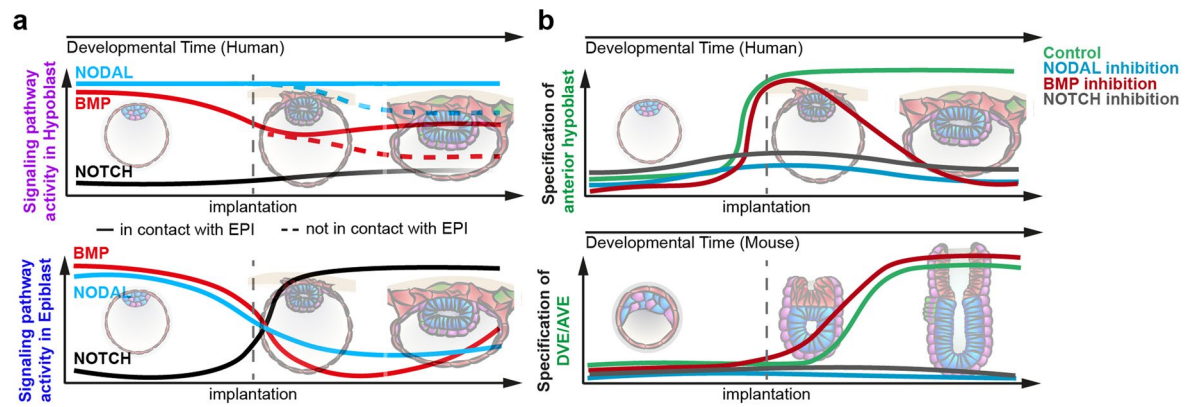 a
Developmental Time (Human)
Signaling pathway
activity in Hypoblast
NODAL
BMP
NOTCH
implantation
in contact with EPI
not in contact with EPI
Signaling pathway
activity in Epiblast
BMP
NODAL
NOTCH
implantation
b
Developmental Time (Human)
Specification of
anterior hypoblast
implantation
Control
NODAL inhibition
BMP inhibition
NOTCH inhibition
Developmental Time (Mouse)
Specification of
DVE/AVE
implantation